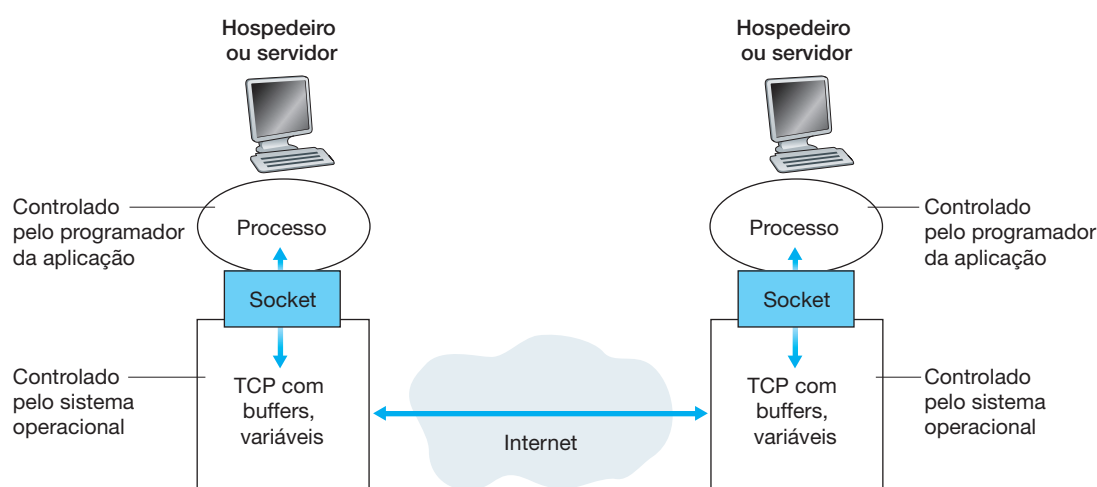 Hospedeiro
ou servidor
Hospedeiro
ou servidor
Controlado
pelo programador
da aplicação
Processo
Processo
Controlado
pelo programador
da aplicação
Socket
Socket
Controlado
pelo sistema
operacional
TCP com
buffers,
variáveis
Internet
TCP com
buffers,
variáveis
Controlado
pelo sistema
operacional